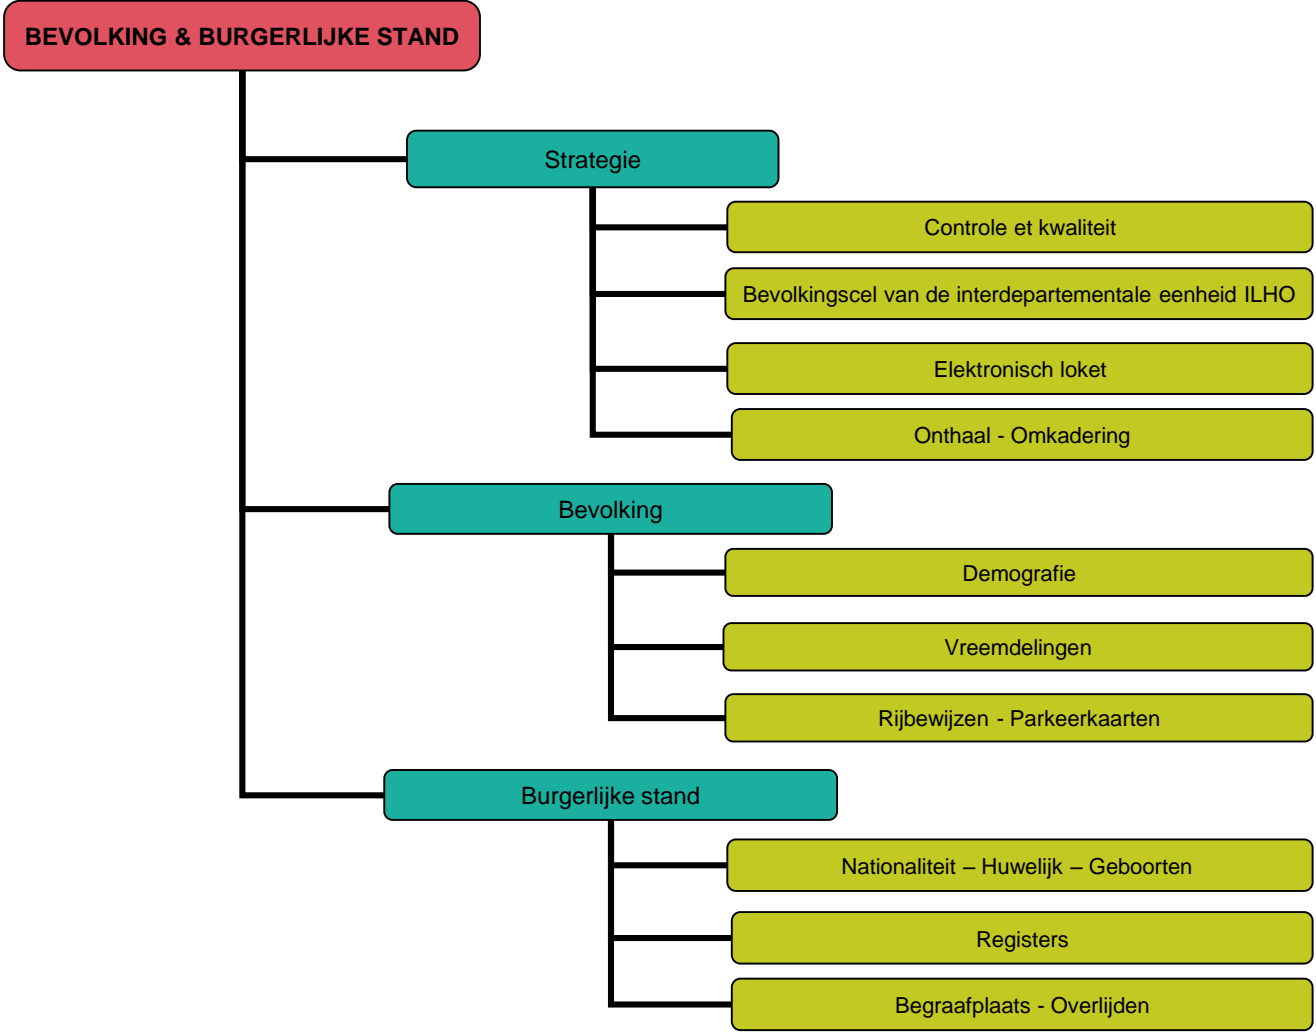 BEVOLKING & BURGERLIJKE STAND
Strategie
Controle et kwaliteit
Bevolkingscel van de interdepartementale eenheid ILHO
Elektronisch loket
Onthaal - Omkadering
Bevolking
Demografie
Vreemdelingen
Rijbewijzen - Parkeerkaarten
Burgerlijke stand
Nationaliteit – Huwelijk – Geboorten
Registers
Begraafplaats - Overlijden